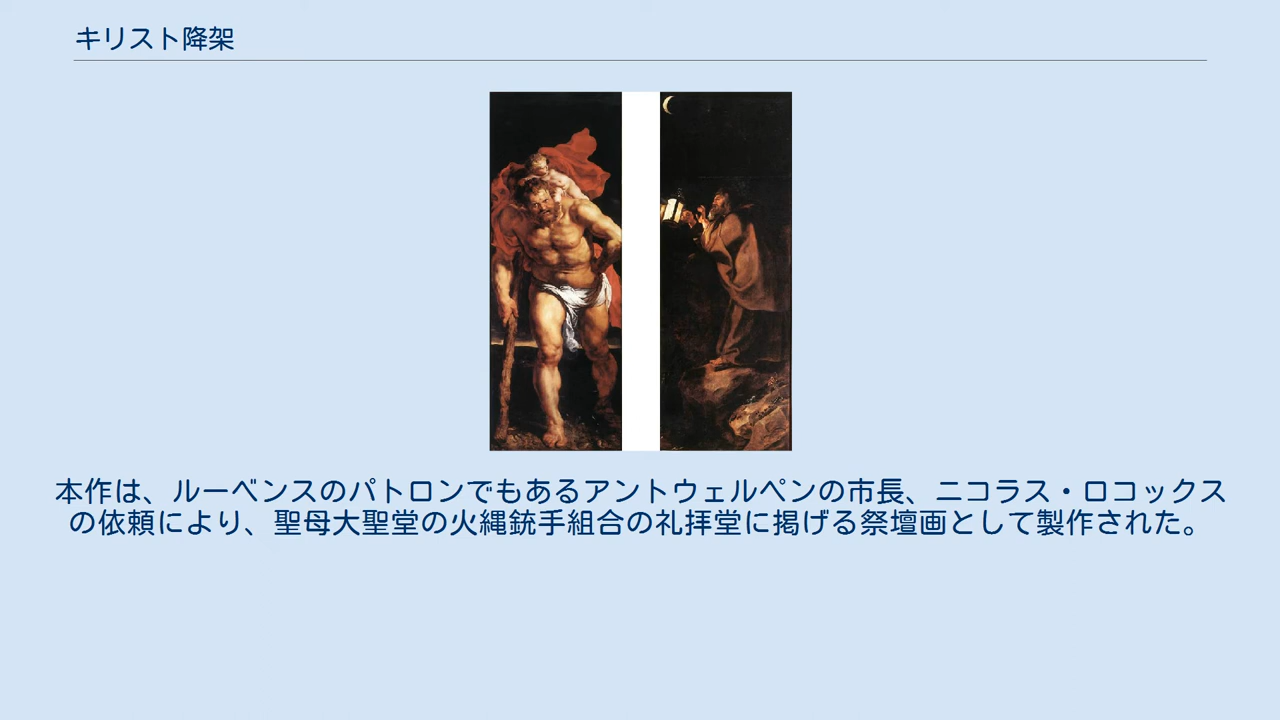 キリスト降架
本作は、ルーベンスのパトロンでもあるアントウェルペンの市長、ニコラス・ロコックス
の依頼により、聖母大聖堂の火縄銃手組合の礼拝堂に掲げる祭壇画として製作された。